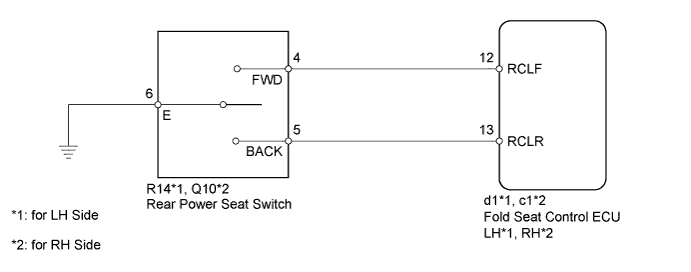 4
12
FWD
RCLF
6
E
5
13
BACK
RCLR
R14*1, Q10*2
Rear Power Seat Switch
d1*1, c1*2
Fold Seat Control ECU
LH*1, RH*2
*1: for LH Side
*2: for RH Side